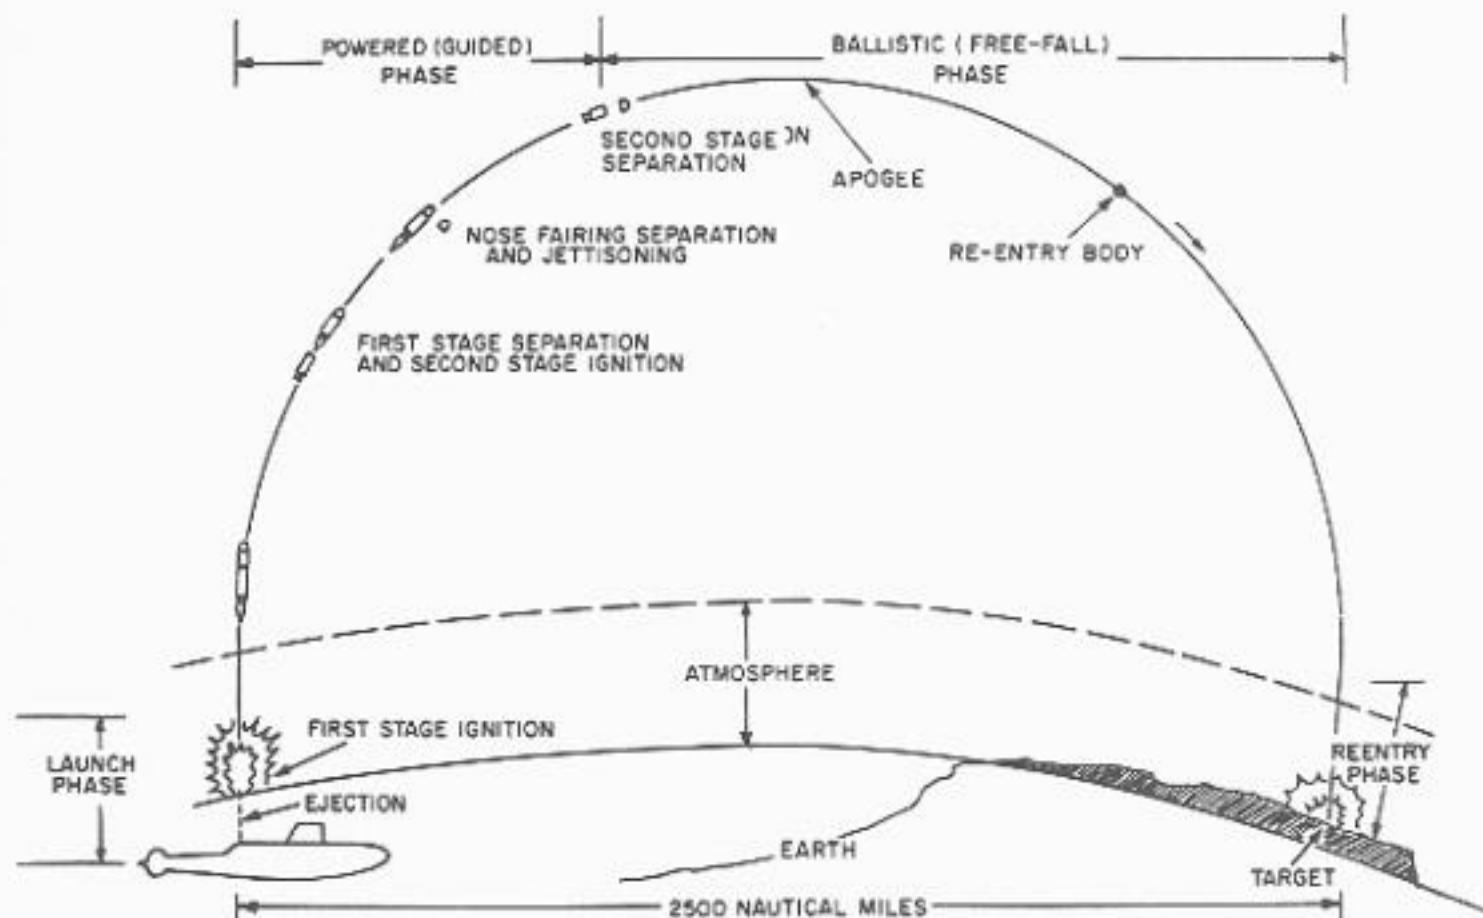 POWERED (GUIDED)
PHASE
BALLISTIC (FREE-FALL)
PHASE
SECOND STAGE ON
SEPARATION
APOGEE
RE-ENTRY BODY
NOSE FAIRING SEPARATION
AND JETTISONING
FIRST STAGE SEPARATION
AND SECOND STAGE IGNITION
ATMOSPHERE
FIRST STAGE IGNITION
LAUNCH
PHASE
REENTRY
PHASE
EJECTION
EARTH
TARGET
2500 NAUTICAL MILES